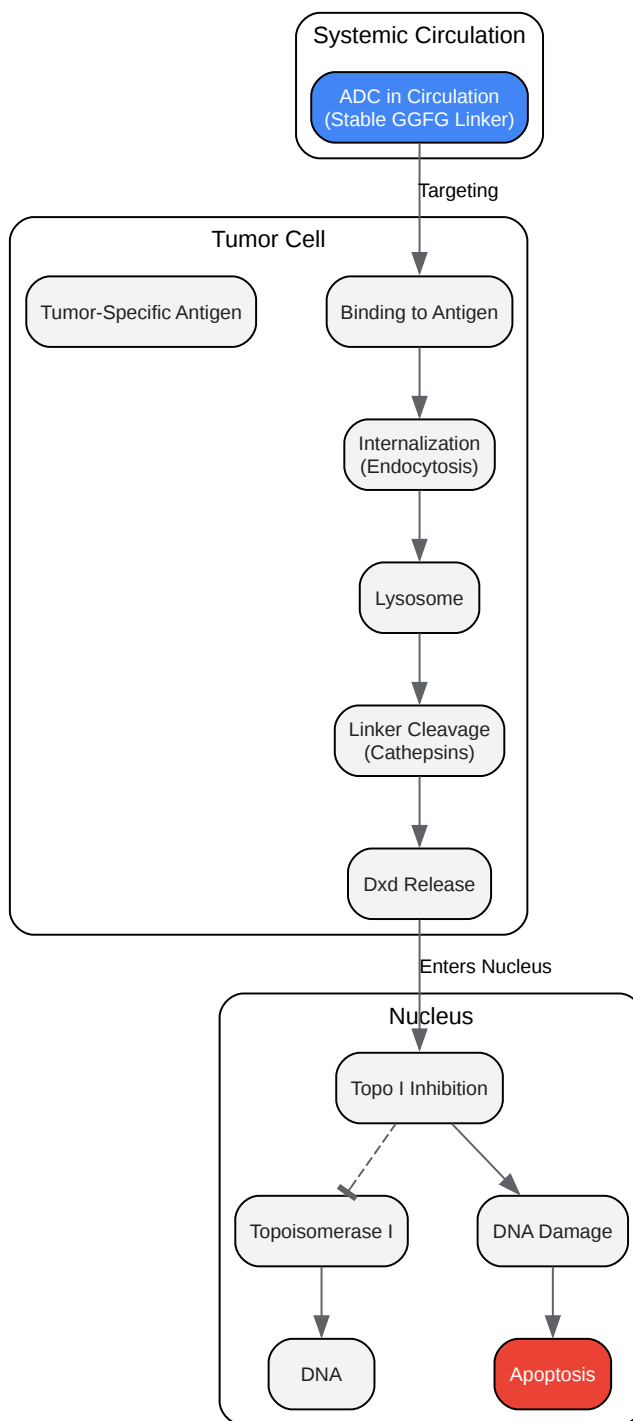 Systemic Circulation
ADC in Circulation
(Stable GGFG Linker)
Targeting
Tumor Cell
Tumor-Specific Antigen
Binding to Antigen
Internalization
(Endocytosis)
Lysosome
Linker Cleavage
(Cathepsins)
Dxd Release
Enters Nucleus
Nucleus
Topo I Inhibition
Topoisomerase I
DNA Damage
DNA
Apoptosis